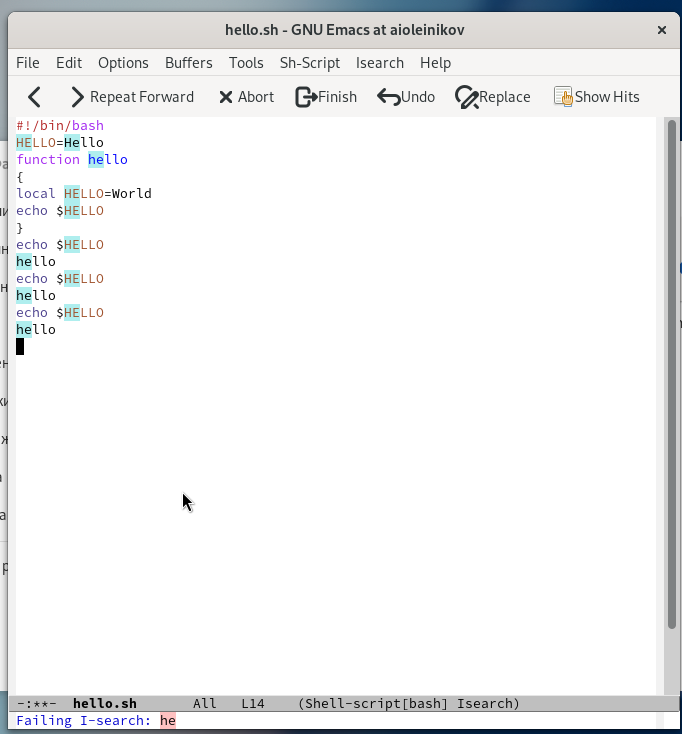 hello.sh - GNU Emacs at aioleinikov
File Edit Options Buffers Tools Sh-Script Isearch Help
Repeat Forward Abort Finish Undo Replace Show Hits
#!/bin/bash
HELLO=Hello
function hello
{
local HELLO=World
echo $HELLO
}
echo $HELLO
hello
echo $HELLO
hello
echo $HELLO
hello
-:**- hello.sh All L14 (Shell-script[bash] Isearch)
Failing I-search: he